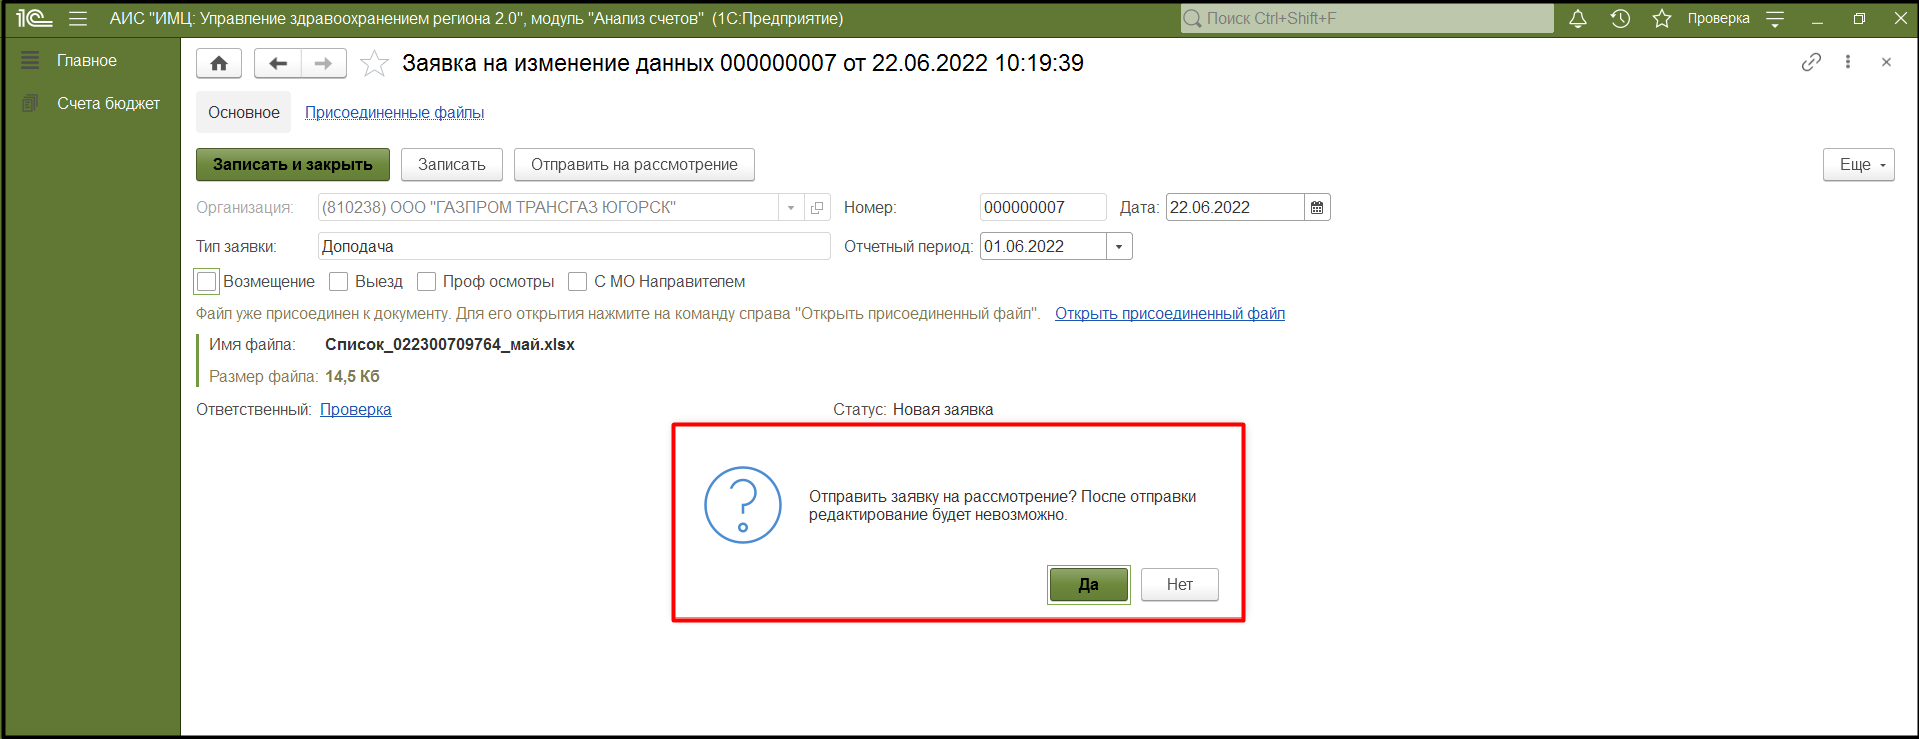 1С АИС "ИМЦ: Управление здравоохранением региона 2.0", модуль "Анализ счетов" (1С:Предприятие) Поиск Ctrl+Shift+F Проверка
Главное
Счета бюджет
Заявка на изменение данных 000000007 от 22.06.2022 10:19:39
Основное Присоединенные файлы
Записать и закрыть Записать Отправить на рассмотрение Еще
Организация: (810238) ООО "ГАЗПРОМ ТРАНСГАЗ ЮГОРСК" Номер: 000000007 Дата: 22.06.2022
Тип заявки: Доподача Отчетный период: 01.06.2022
Возмещение Выезд Проф осмотры С МО Направителем
Файл уже присоединен к документу. Для его открытия нажмите на команду справа "Открыть присоединенный файл". Открыть присоединенный файл
Имя файла: Список_022300709764_май.xlsx
Размер файла: 14,5 Кб
Ответственный: Проверка Статус: Новая заявка
Отправить заявку на рассмотрение? После отправки
редактирование будет невозможно.
Да Нет